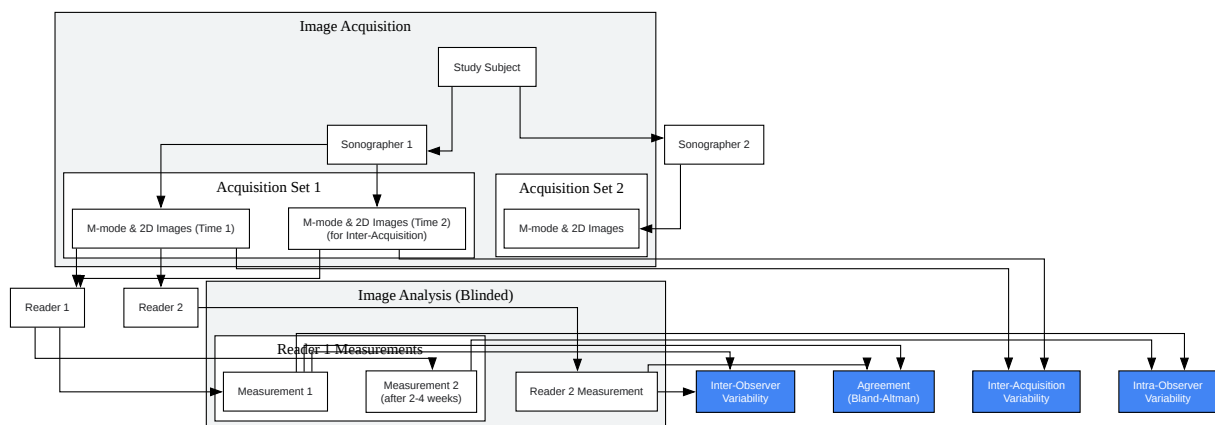 Image Acquisition
Study Subject
Sonographer 1
Sonographer 2
Acquisition Set 1
Acquisition Set 2
M-mode & 2D Images (Time 1)
M-mode & 2D Images (Time 2)
(for Inter-Acquisition)
M-mode & 2D Images
Reader 1
Reader 2
Image Analysis (Blinded)
Reader 1 Measurements
Measurement 1
Measurement 2
(after 2-4 weeks)
Reader 2 Measurement
Inter-Observer
Variability
Agreement
(Bland-Altman)
Inter-Acquisition
Variability
Intra-Observer
Variability